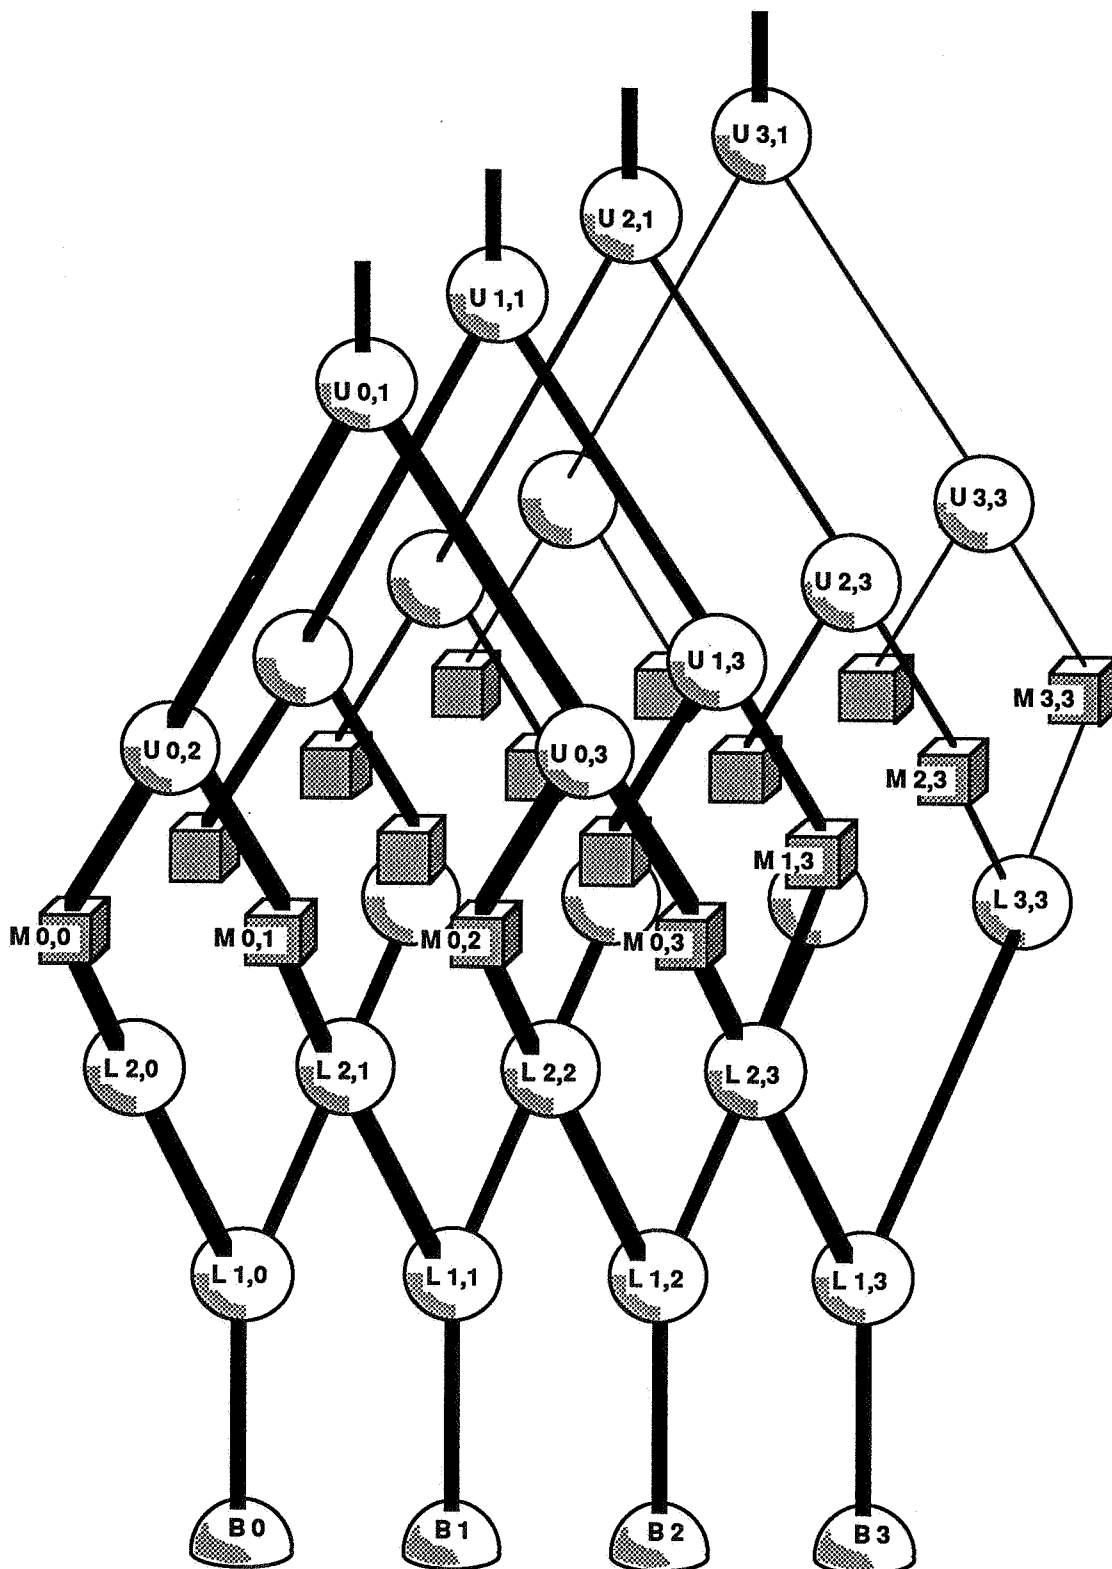 U 3,1
U 2,1
U 1,1
U 0,1
U 3,3
U 2,3
U 1,3
M 3,3
U 0,2
U 0,3
M 2,3
M 1,3
L 3,3
M 0,0
M 0,1
M 0,2
M 0,3
L 2,0
L 2,1
L 2,2
L 2,3
L 1,0
L 1,1
L 1,2
L 1,3
B 0
B 1
B 2
B 3